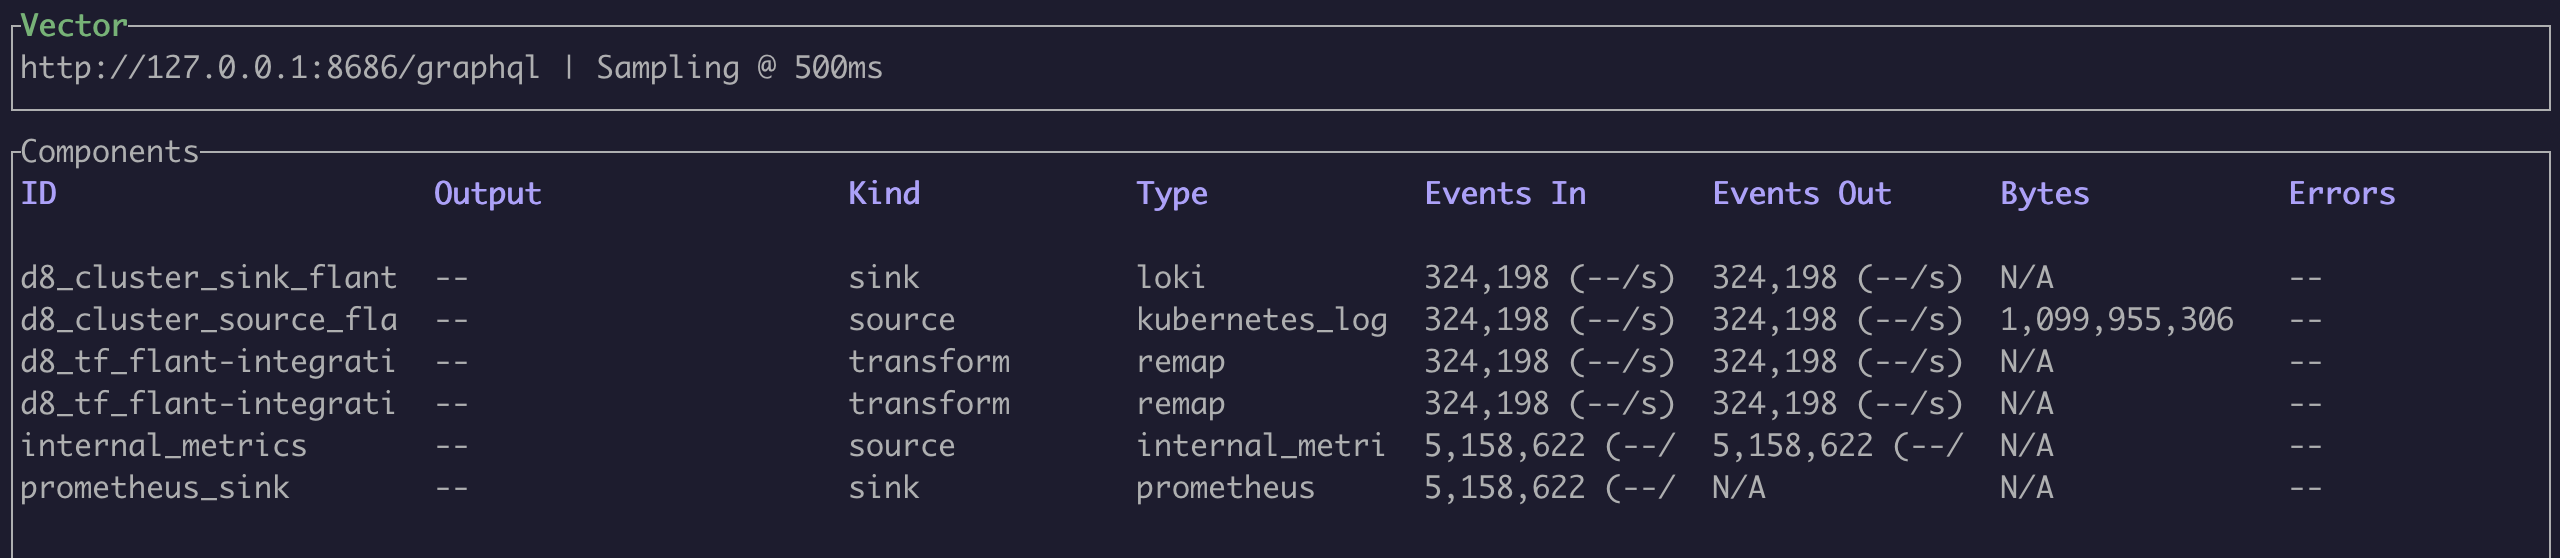 Vector
http://127.0.0.1:8686/graphql | Sampling @ 500ms
Components
ID Output Kind Type Events In Events Out Bytes Errors
d8_cluster_sink_flant -- sink loki 324,198 (--/s) 324,198 (--/s) N/A --
d8_cluster_source_fla -- source kubernetes_log 324,198 (--/s) 324,198 (--/s) 1,099,955,306 --
d8_tf_flant-integrati -- transform remap 324,198 (--/s) 324,198 (--/s) N/A --
d8_tf_flant-integrati -- transform remap 324,198 (--/s) 324,198 (--/s) N/A --
internal_metrics -- source internal_metri 5,158,622 (--/ 5,158,622 (--/ N/A --
prometheus_sink -- sink prometheus 5,158,622 (--/ N/A N/A --